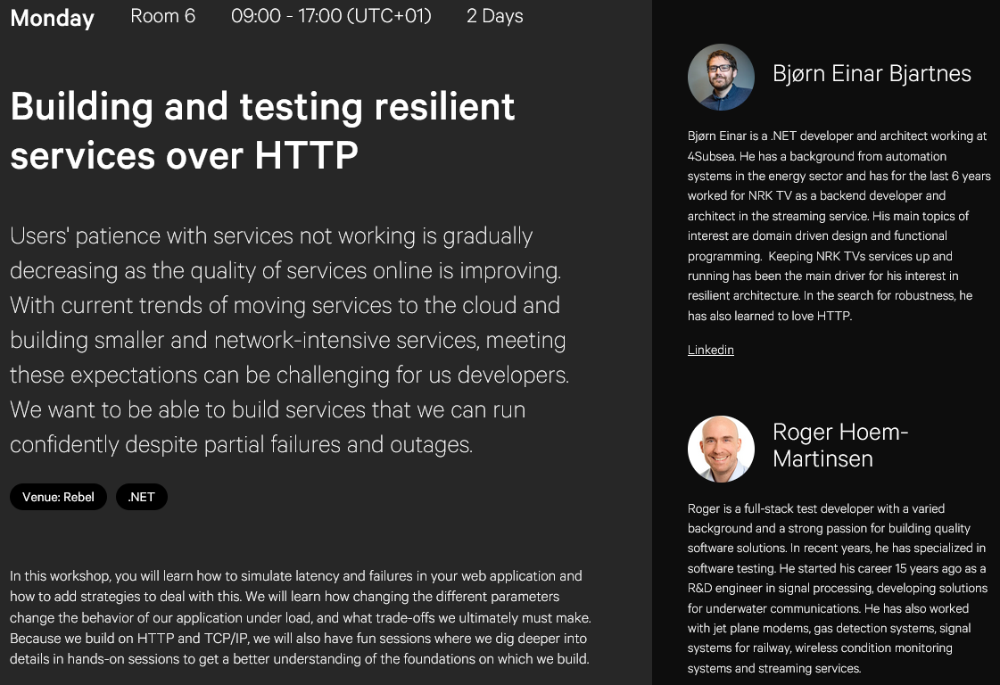 Monday Room 6 09:00 - 17:00 (UTC+01) 2 Days
Building and testing resilient
services over HTTP
Users' patience with services not working is gradually
decreasing as the quality of services online is improving.
With current trends of moving services to the cloud and
building smaller and network-intensive services, meeting
these expectations can be challenging for us developers.
We want to be able to build services that we can run
confidently despite partial failures and outages.
Venue: Rebel .NET
In this workshop, you will learn how to simulate latency and failures in your web application and
how to add strategies to deal with this. We will learn how changing the different parameters
change the behavior of our application under load, and what trade-offs we ultimately must make.
Because we build on HTTP and TCP/IP, we will also have fun sessions where we dig deeper into
details in hands-on sessions to get a better understanding of the foundations on which we build.
Bjørn Einar Bjartnes
Bjørn Einar is a .NET developer and architect working at
4Subsea. He has a background from automation
systems in the energy sector and has for the last 6 years
worked for NRK TV as a backend developer and
architect in the streaming service. His main topics of
interest are domain driven design and functional
programming.  Keeping NRK TVs services up and
running has been the main driver for his interest in
resilient architecture. In the search for robustness, he
has also learned to love HTTP.
Linkedin
Roger Hoem-
Martinsen
Roger is a full-stack test developer with a varied
background and a strong passion for building quality
software solutions. In recent years, he has specialized in
software testing. He started his career 15 years ago as a
R&D engineer in signal processing, developing solutions
for underwater communications. He has also worked
with jet plane modems, gas detection systems, signal
systems for railway, wireless condition monitoring
systems and streaming services.